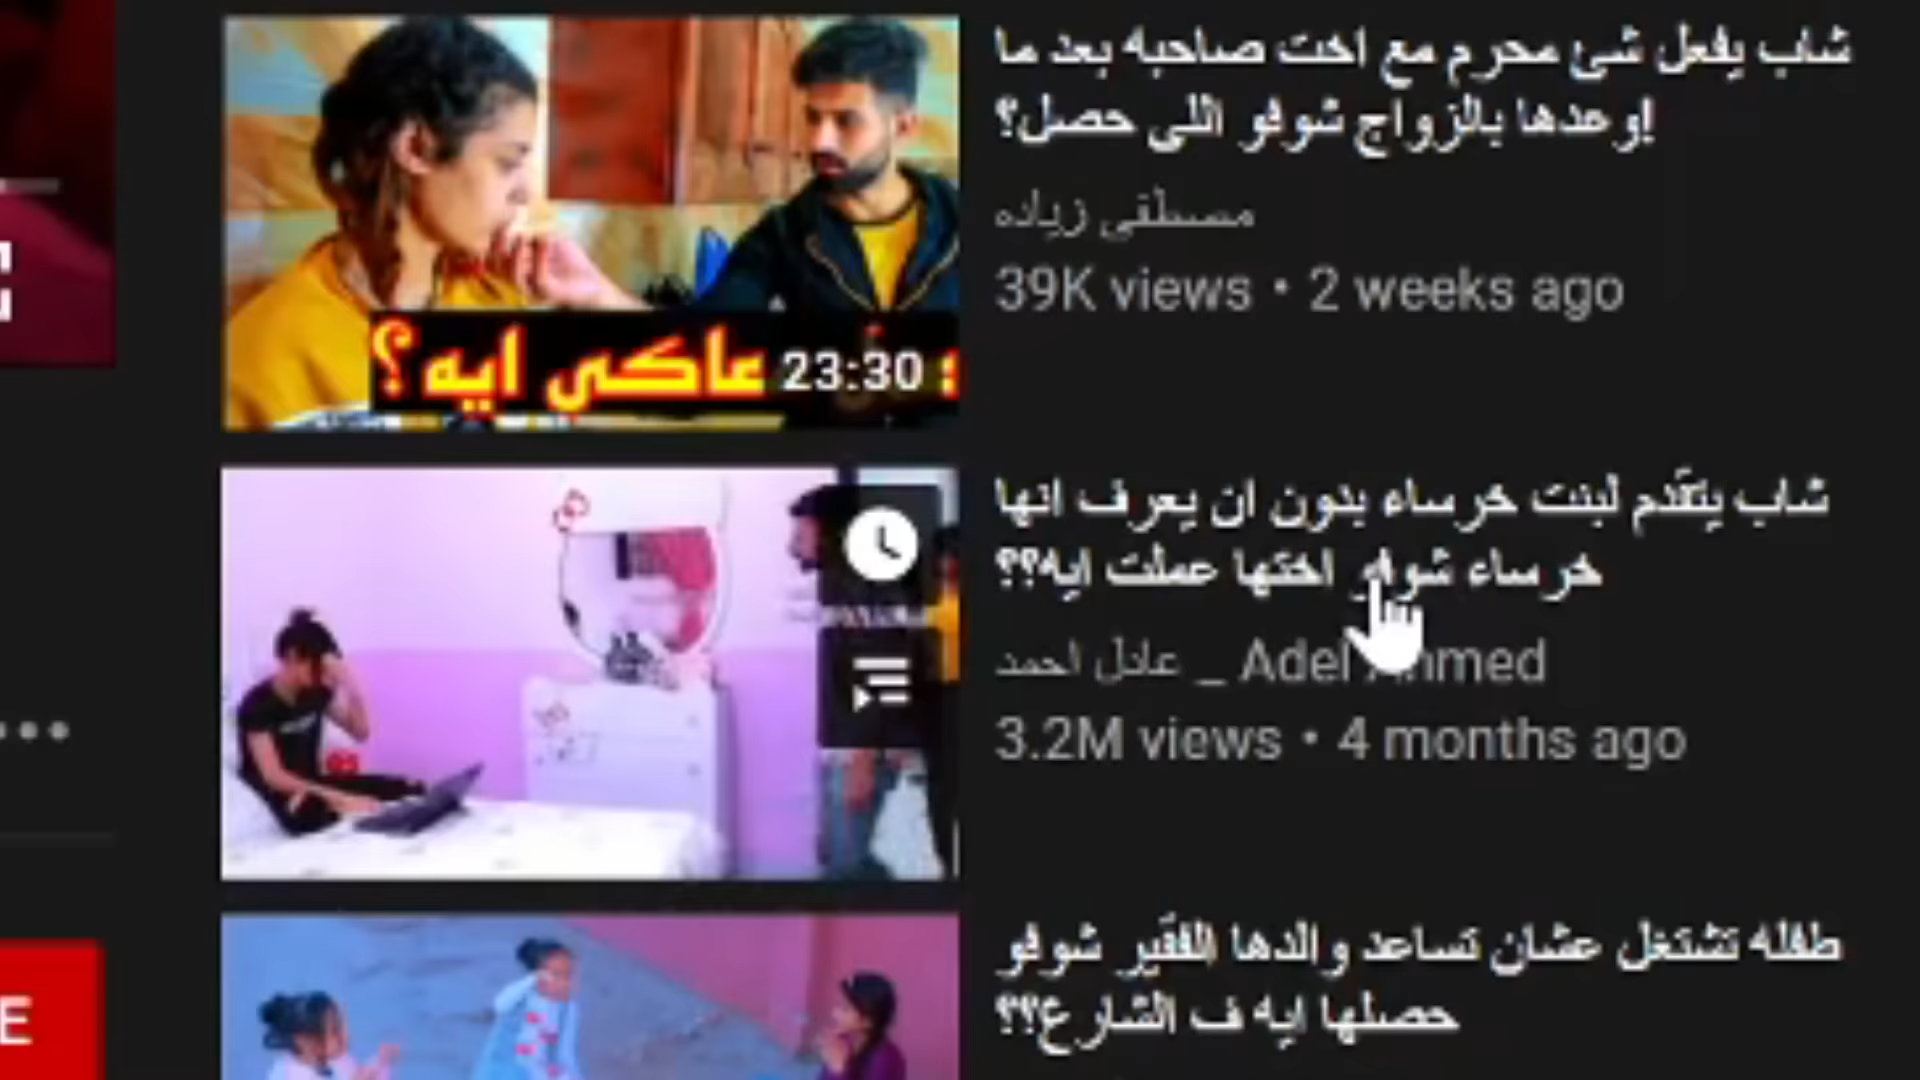 شاب يفعل شئ محرم مع اخت صاحبه بعد ما
اوعدها بالزواج شوفو اللى حصل؟!
مصطفى زياده
39K views • 2 weeks ago
عاكي ايه؟
23:30
شاب يتقدم لبنت خرساء بدون ان يعرف انها
خرساء شوفو اختها عملت ايه؟؟
عادل احمد _ Adel Ahmed
3.2M views • 4 months ago
طفله تشتغل عشان تساعد والدها الفقير شوفو
حصلها ايه ف الشارع؟؟
E